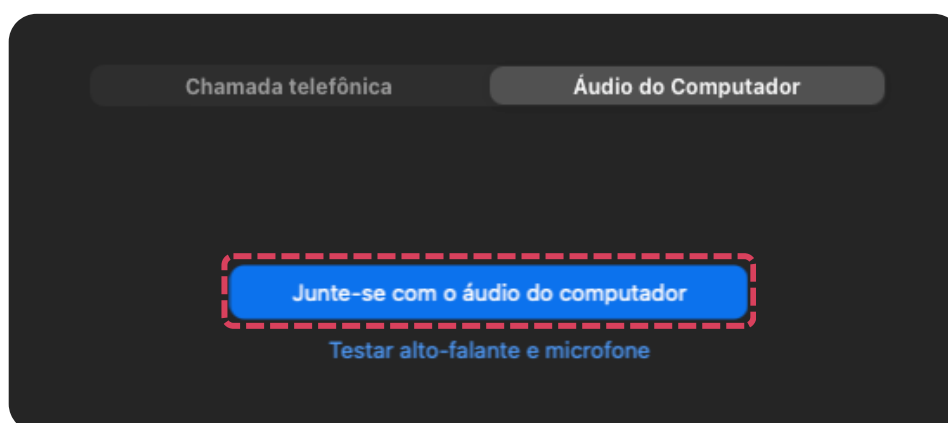 Chamada telefônica
Áudio do Computador
Junte-se com o áudio do computador
Testar alto-falante e microfone